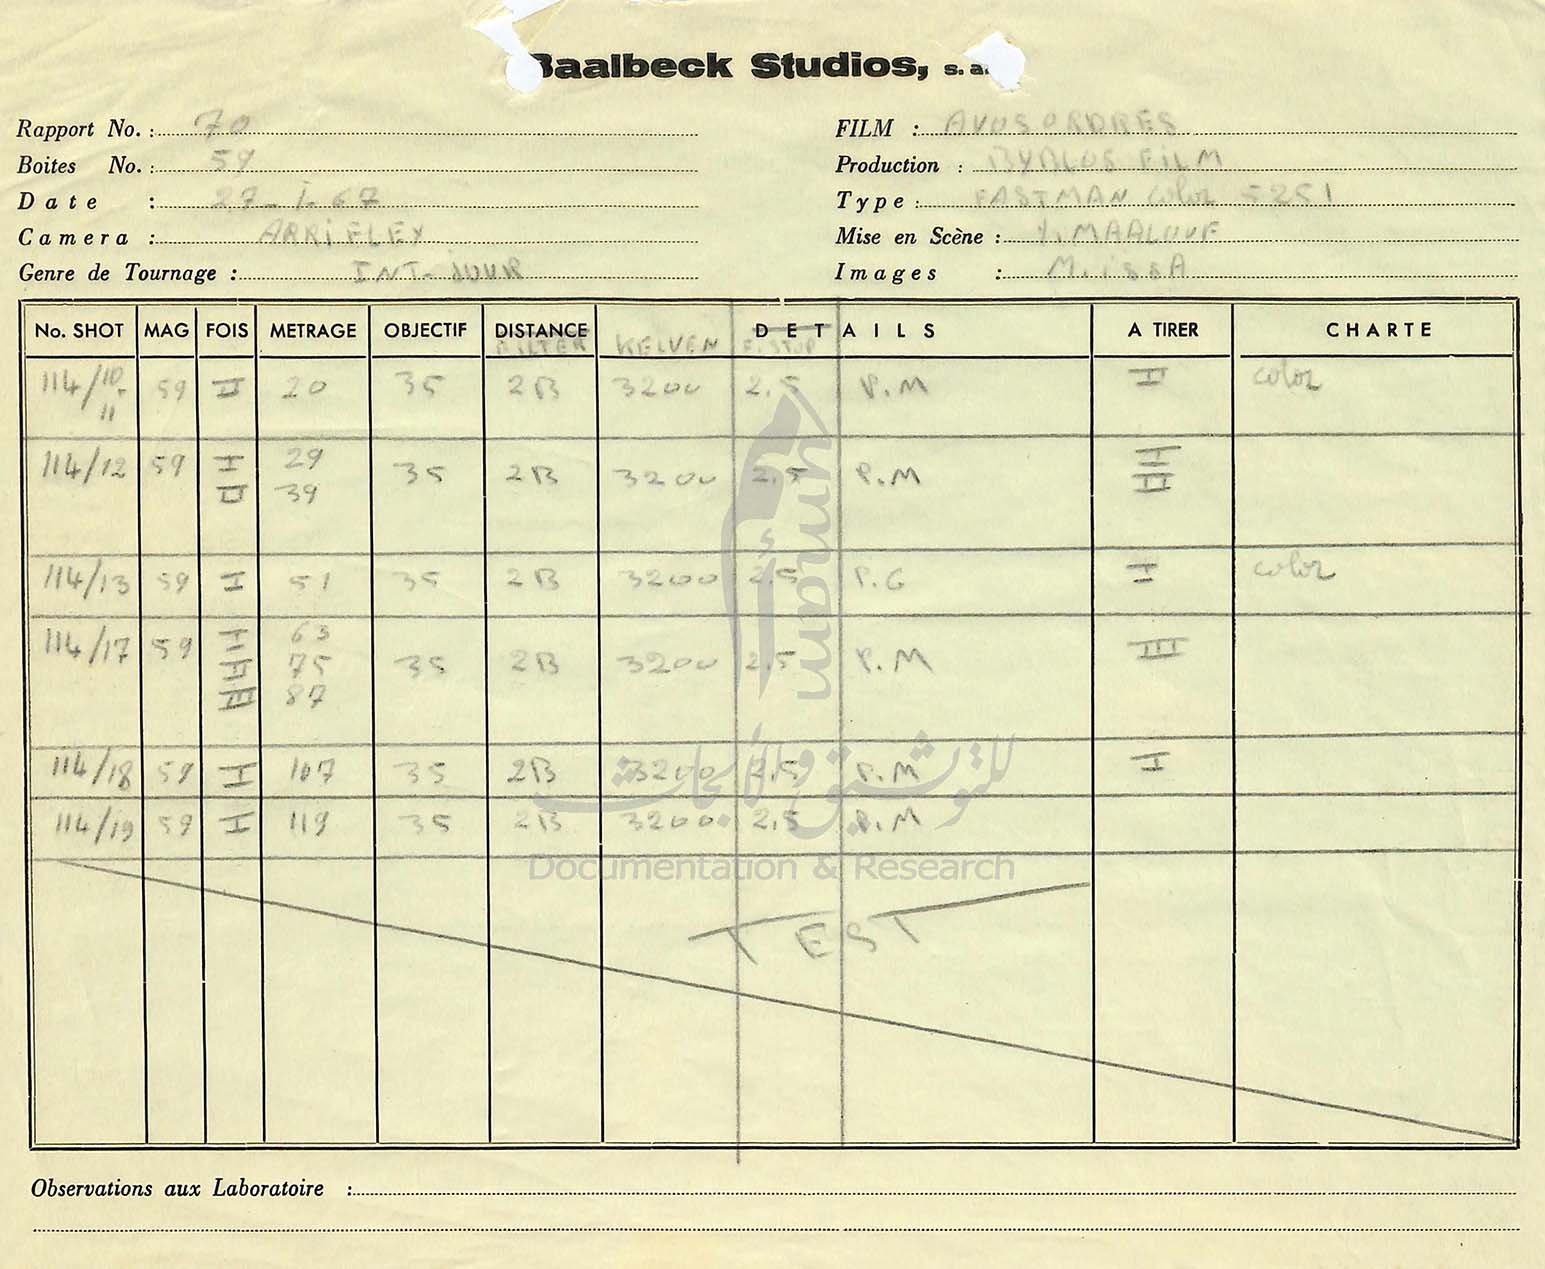 Baalbeck Studios, s. a.
Rapport No. : 70
FILM : AVOS ORDRES
Boites No. : 59
Production : BYBLOS FILM
Date : 27-1-67
Type : EASTMAN color 5251
Camera : ARRIFLEX
Mise en Scène : Y. MAALOUF
Genre de Tournage : INT-JOUR
Images : M. issA
No. SHOT MAG FOIS METRAGE OBJECTIF DISTANCE DETAILS A TIRER CHARTE
FILTER KELVEN F. STOP
114/10-11 59 II 20 35 2B 3200 2.5 P.M II color
114/12 59 I 29 35 2B 3200 2.5 P.M I
II 39 II
114/13 59 I 51 35 2B 3200 2.5 P.G I color
114/17 59 I 63 35 2B 3200 2.5 P.M III
II 75
III 87
114/18 59 I 107 35 2B 3200 2.5 P.M I
114/19 59 I 119 35 2B 3200 2.5 P.M
TEST
أ
umam
للتوثيق والأبحاث
Documentation & Research
Observations aux Laboratoire :